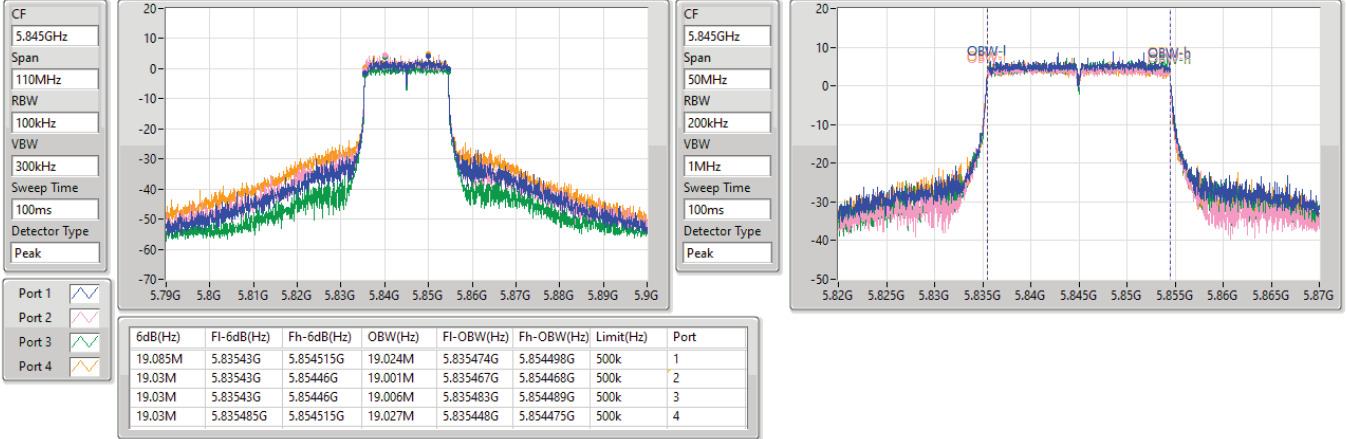 CF
5.845GHz
Span
110MHz
RBW
100kHz
VBW
300kHz
Sweep Time
100ms
Detector Type
Peak
20
10
0
-10
-20
-30
-40
-50
-60
-70
5.79G 5.8G 5.81G 5.82G 5.83G 5.84G 5.85G 5.86G 5.87G 5.88G 5.89G 5.9G
CF
5.845GHz
Span
50MHz
RBW
200kHz
VBW
1MHz
Sweep Time
100ms
Detector Type
Peak
20
10
0
-10
-20
-30
-40
-50
OBW-l OBW-h
5.82G 5.825G 5.83G 5.835G 5.84G 5.845G 5.85G 5.855G 5.86G 5.865G 5.87G
Port 1
Port 2
Port 3
Port 4
6dB(Hz) Fl-6dB(Hz) Fh-6dB(Hz) OBW(Hz) Fl-OBW(Hz) Fh-OBW(Hz) Limit(Hz) Port
19.085M 5.83543G 5.854515G 19.024M 5.835474G 5.854498G 500k 1
19.03M 5.83543G 5.85446G 19.001M 5.835467G 5.854468G 500k 2
19.03M 5.83543G 5.85446G 19.006M 5.835483G 5.854489G 500k 3
19.03M 5.835485G 5.854515G 19.027M 5.835448G 5.854475G 500k 4